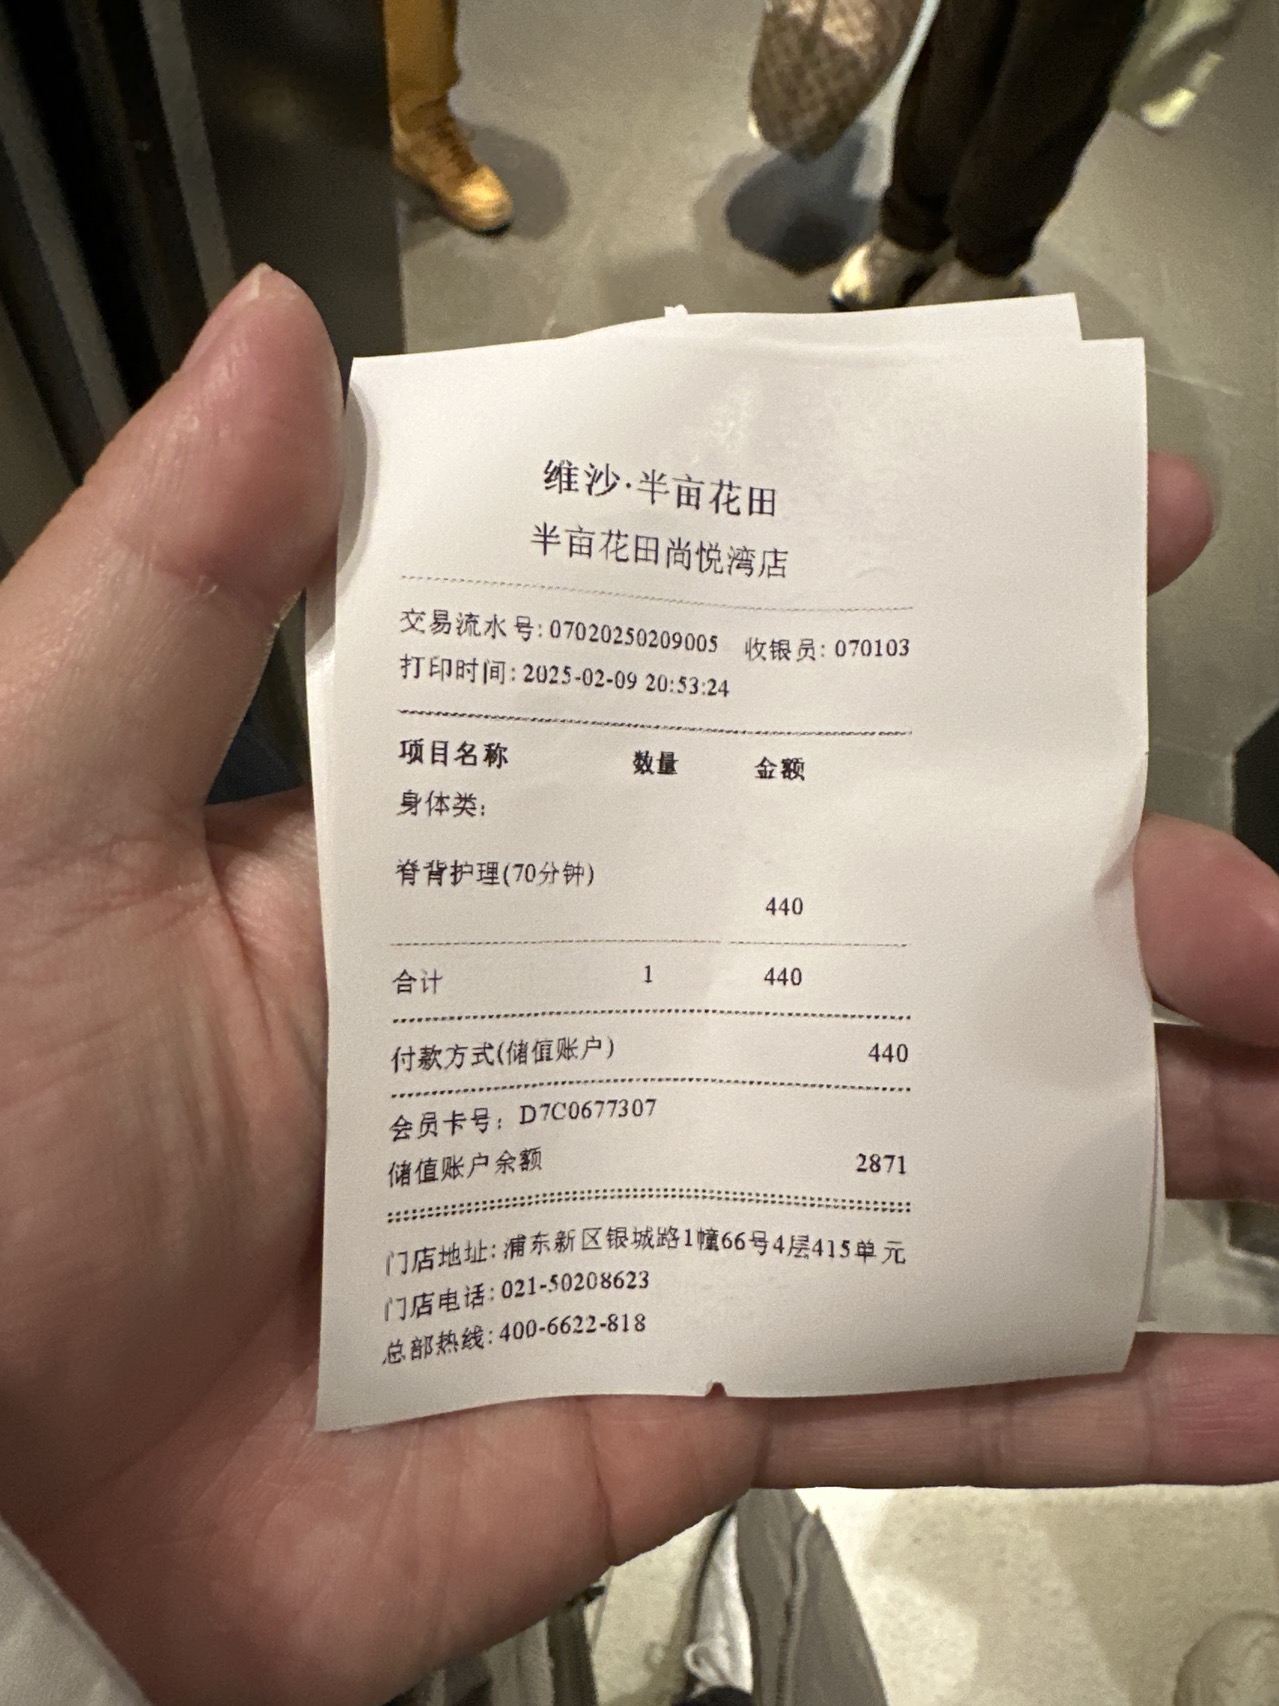 维沙·半亩花田
半亩花田尚悦湾店
交易流水号: 07020250209005 收银员: 070103
打印时间: 2025-02-09 20:53:24
项目名称 数量 金额
身体类:
脊背护理(70分钟)
440
合计 1 440
付款方式(储值账户) 440
会员卡号: D7C0677307
储值账户余额 2871
门店地址: 浦东新区银城路1幢66号4层415单元
门店电话: 021-50208623
总部热线: 400-6622-818